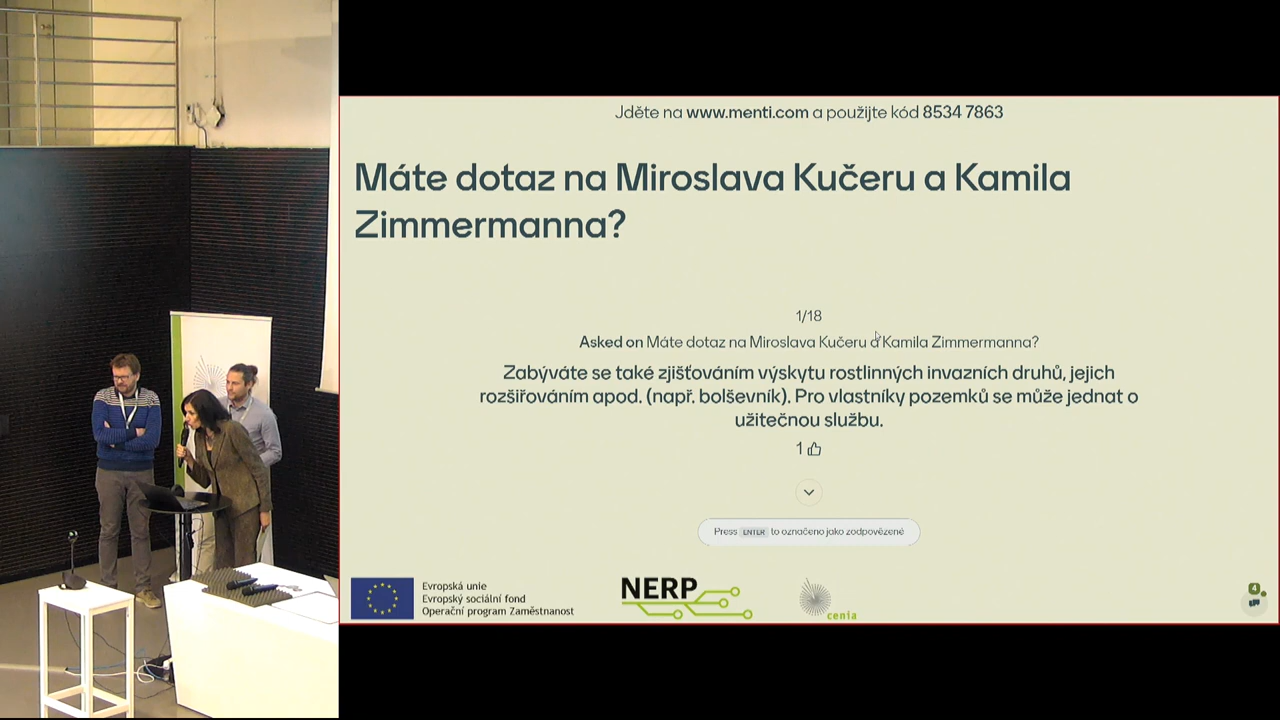 Jděte na www.menti.com a použijte kód 8534 7863
Máte dotaz na Miroslava Kučeru a Kamila
Zimmermanna?
1/18
Asked on Máte dotaz na Miroslava Kučeru a Kamila Zimmermanna?
Zabýváte se také zjišťováním výskytu rostlinných invazních druhů, jejich
rozšiřováním apod. (např. bolševník). Pro vlastníky pozemků se může jednat o
užitečnou službu.
1
Press ENTER to označeno jako zodpovězené
Evropská unie
Evropský sociální fond
Operační program Zaměstnanost
NERP
cenia
4